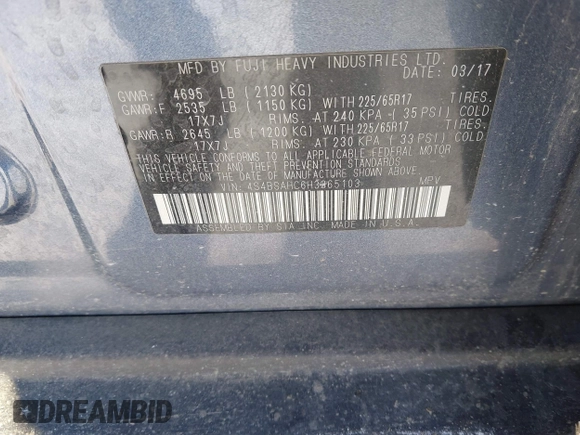 MFD BY FUJI HEAVY INDUSTRIES LTD.
DATE: 03/17
GVWR: 4695 LB (2130 KG)
GAWR:F 2535 LB (1150 KG) WITH 225/65R17 TIRES.
17X7J RIMS. AT 240 KPA (35 PSI) COLD
GAWR:R 2645 LB (1200 KG) WITH 225/65R17 TIRES.
17X7J RIMS. AT 230 KPA (33 PSI) COLD
THIS VEHICLE CONFORMS TO ALL APPLICABLE FEDERAL MOTOR
VEHICLE SAFETY AND THEFT PREVENTION STANDARDS
IN EFFECT ON THE DATE OF MANUFACTURE SHOWN ABOVE.
VIN: MPV
ASSEMBLED BY SIA INC. MADE IN U.S.A.
DREAMBID